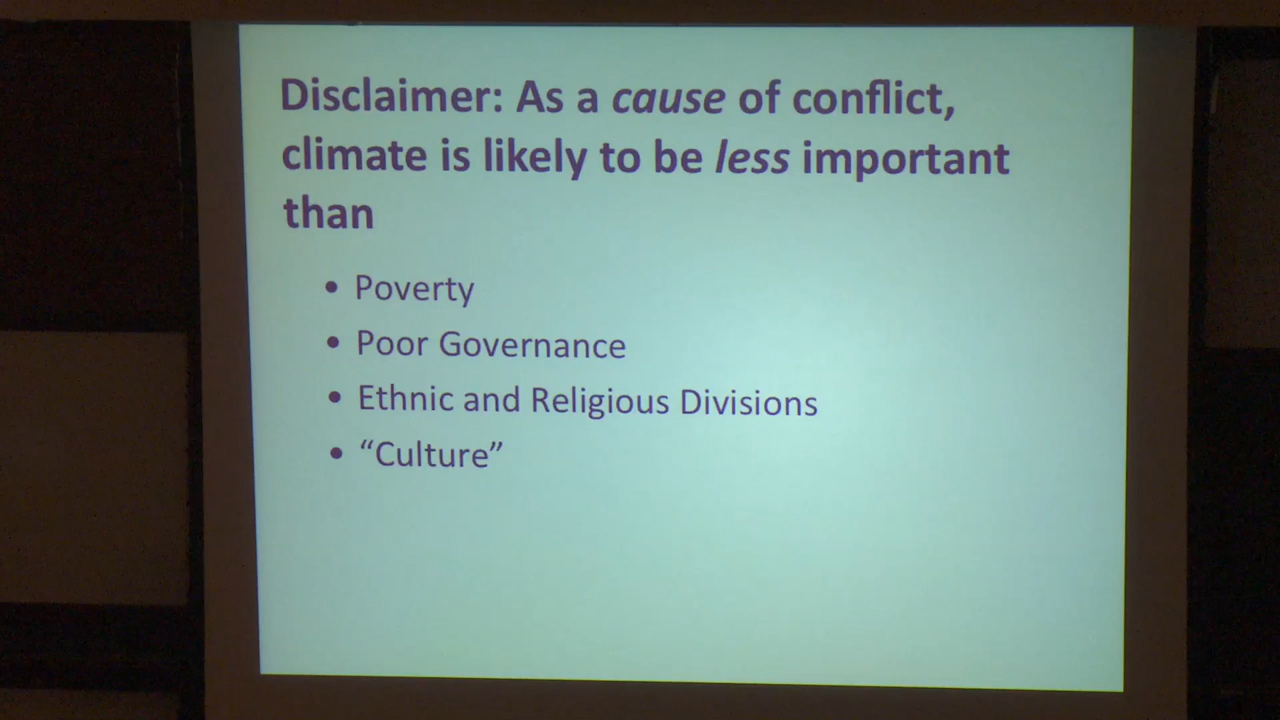 Disclaimer: As a cause of conflict,
climate is likely to be less important
than
• Poverty
• Poor Governance
• Ethnic and Religious Divisions
• “Culture”